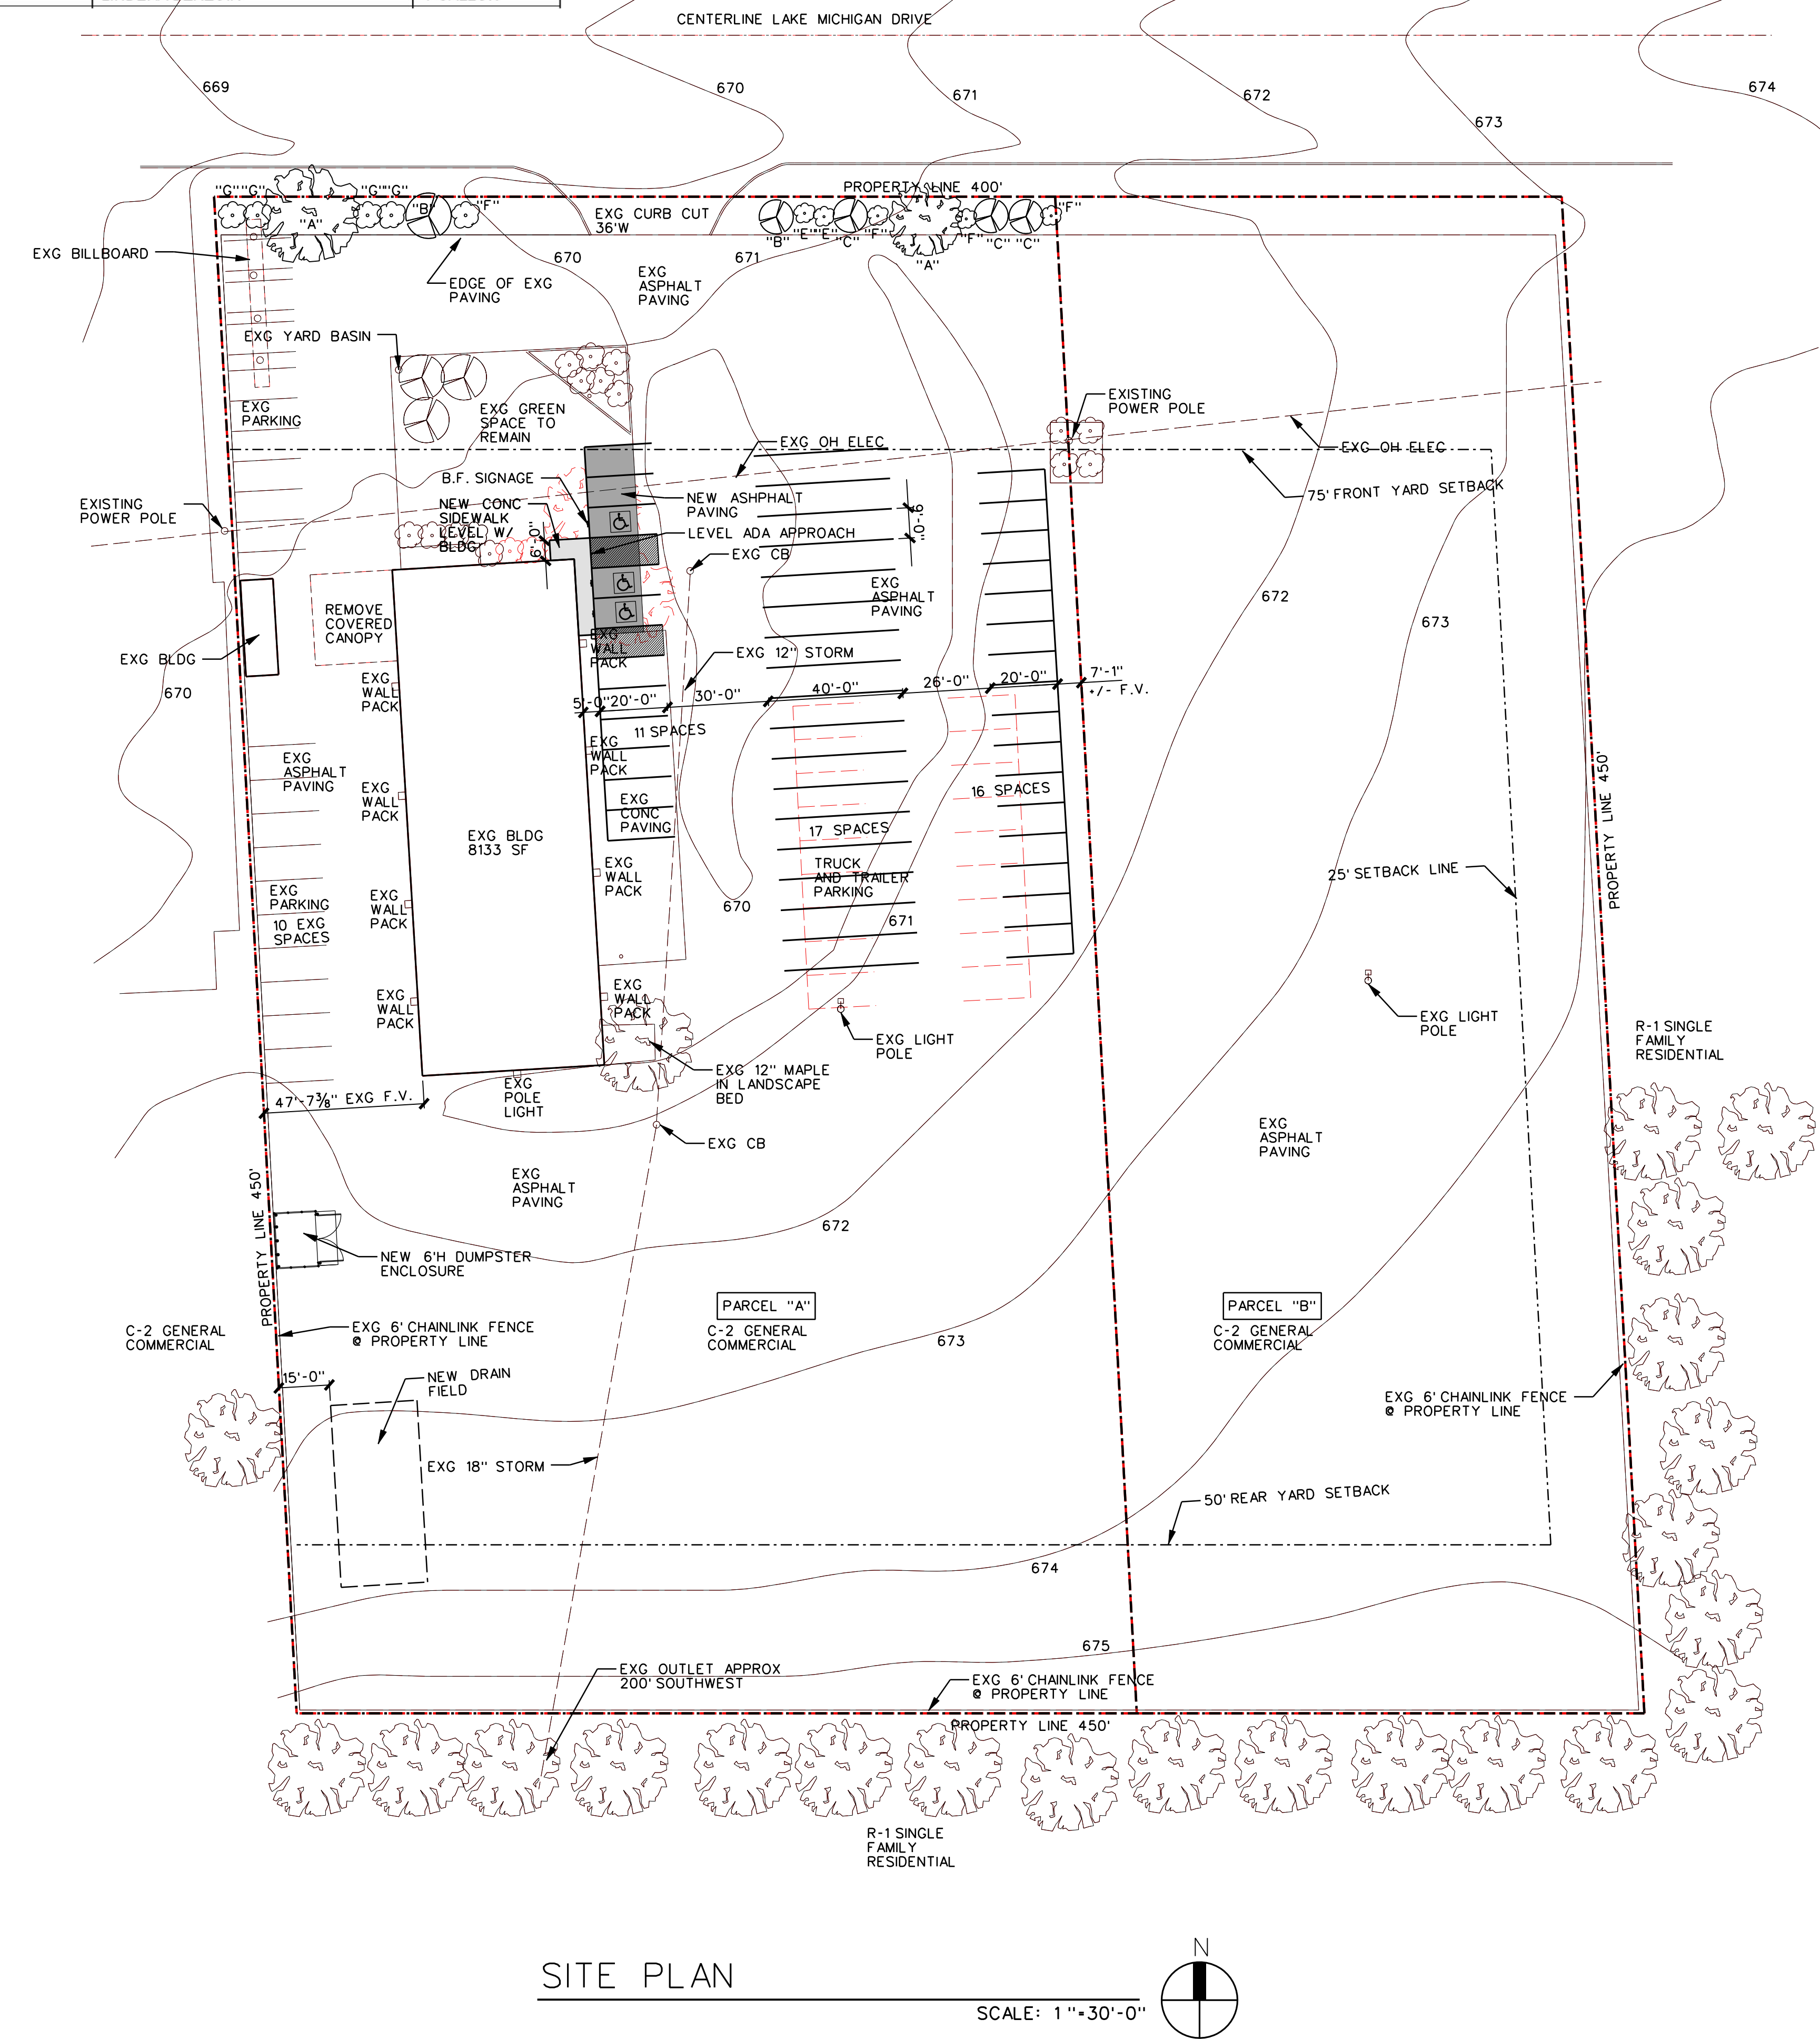 CENTERLINE LAKE MICHIGAN DRIVE
669
670
671
672
673
674
"G" "G"
"A"
"G" "G"
"B"
"F"
PROPERTY LINE 400'
EXG CURB CUT
36'W
"B"
"E" "E"
"C"
"F"
"A"
"F"
"C" "C"
"F"
EXG BILLBOARD
EDGE OF EXG
PAVING
670
671
EXG
ASPHALT
PAVING
EXG YARD BASIN
EXG
PARKING
EXG GREEN
SPACE TO
REMAIN
EXISTING
POWER POLE
EXG OH ELEC
EXG OH ELEC
75' FRONT YARD SETBACK
B.F. SIGNAGE
NEW ASHPHALT
PAVING
EXISTING
POWER POLE
NEW CONC
SIDEWALK
LEVEL W/
BLDG
6'-0"
9'-0"
LEVEL ADA APPROACH
EXG CB
EXG
ASPHALT
PAVING
REMOVE
COVERED
CANOPY
672
673
EXG BLDG
670
EXG
WALL
PACK
EXG 12" STORM
EXG
WALL
PACK
5'-0"
20'-0"
30'-0"
40'-0"
26'-0"
20'-0"
7'-1"
+/- F.V.
11 SPACES
EXG
WALL
PACK
EXG
ASPHALT
PAVING
EXG
WALL
PACK
EXG
CONC
PAVING
16 SPACES
PROPERTY LINE 450'
EXG BLDG
8133 SF
17 SPACES
TRUCK
AND TRAILER
PARKING
EXG
WALL
PACK
25' SETBACK LINE
EXG
PARKING
10 EXG
SPACES
EXG
WALL
PACK
670
671
EXG
WALL
PACK
EXG
WALL
PACK
EXG LIGHT
POLE
EXG LIGHT
POLE
R-1 SINGLE
FAMILY
RESIDENTIAL
47'-7⅜" EXG F.V.
EXG
POLE
LIGHT
EXG 12" MAPLE
IN LANDSCAPE
BED
EXG CB
EXG
ASPHALT
PAVING
EXG
ASPHALT
PAVING
PROPERTY LINE 450'
672
NEW 6'H DUMPSTER
ENCLOSURE
PARCEL "A"
C-2 GENERAL
COMMERCIAL
PARCEL "B"
C-2 GENERAL
COMMERCIAL
C-2 GENERAL
COMMERCIAL
EXG 6' CHAINLINK FENCE
@ PROPERTY LINE
673
15'-0"
NEW DRAIN
FIELD
EXG 6' CHAINLINK FENCE
@ PROPERTY LINE
EXG 18" STORM
50' REAR YARD SETBACK
674
675
EXG OUTLET APPROX
200' SOUTHWEST
EXG 6' CHAINLINK FENCE
@ PROPERTY LINE
PROPERTY LINE 450'
R-1 SINGLE
FAMILY
RESIDENTIAL
SITE PLAN
N
SCALE: 1"=30'-0"